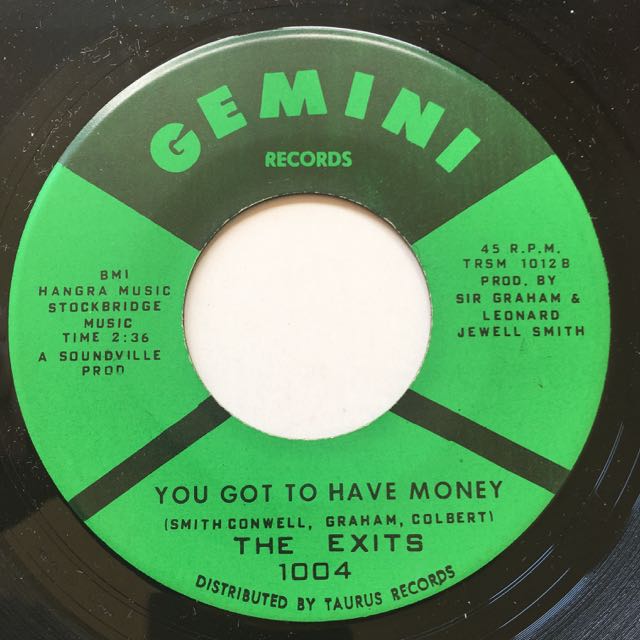 GEMINI
RECORDS
BMI
HANGRA MUSIC
STOCKBRIDGE
MUSIC
TIME 2:36
A SOUNDVILLE
PROD
45 R.P.M.
TRSM 1012B
PROD. BY
SIR GRAHAM &
LEONARD
JEWELL SMITH
YOU GOT TO HAVE MONEY
(SMITH CONWELL, GRAHAM, COLBERT)
THE EXITS
1004
DISTRIBUTED BY TAURUS RECORDS